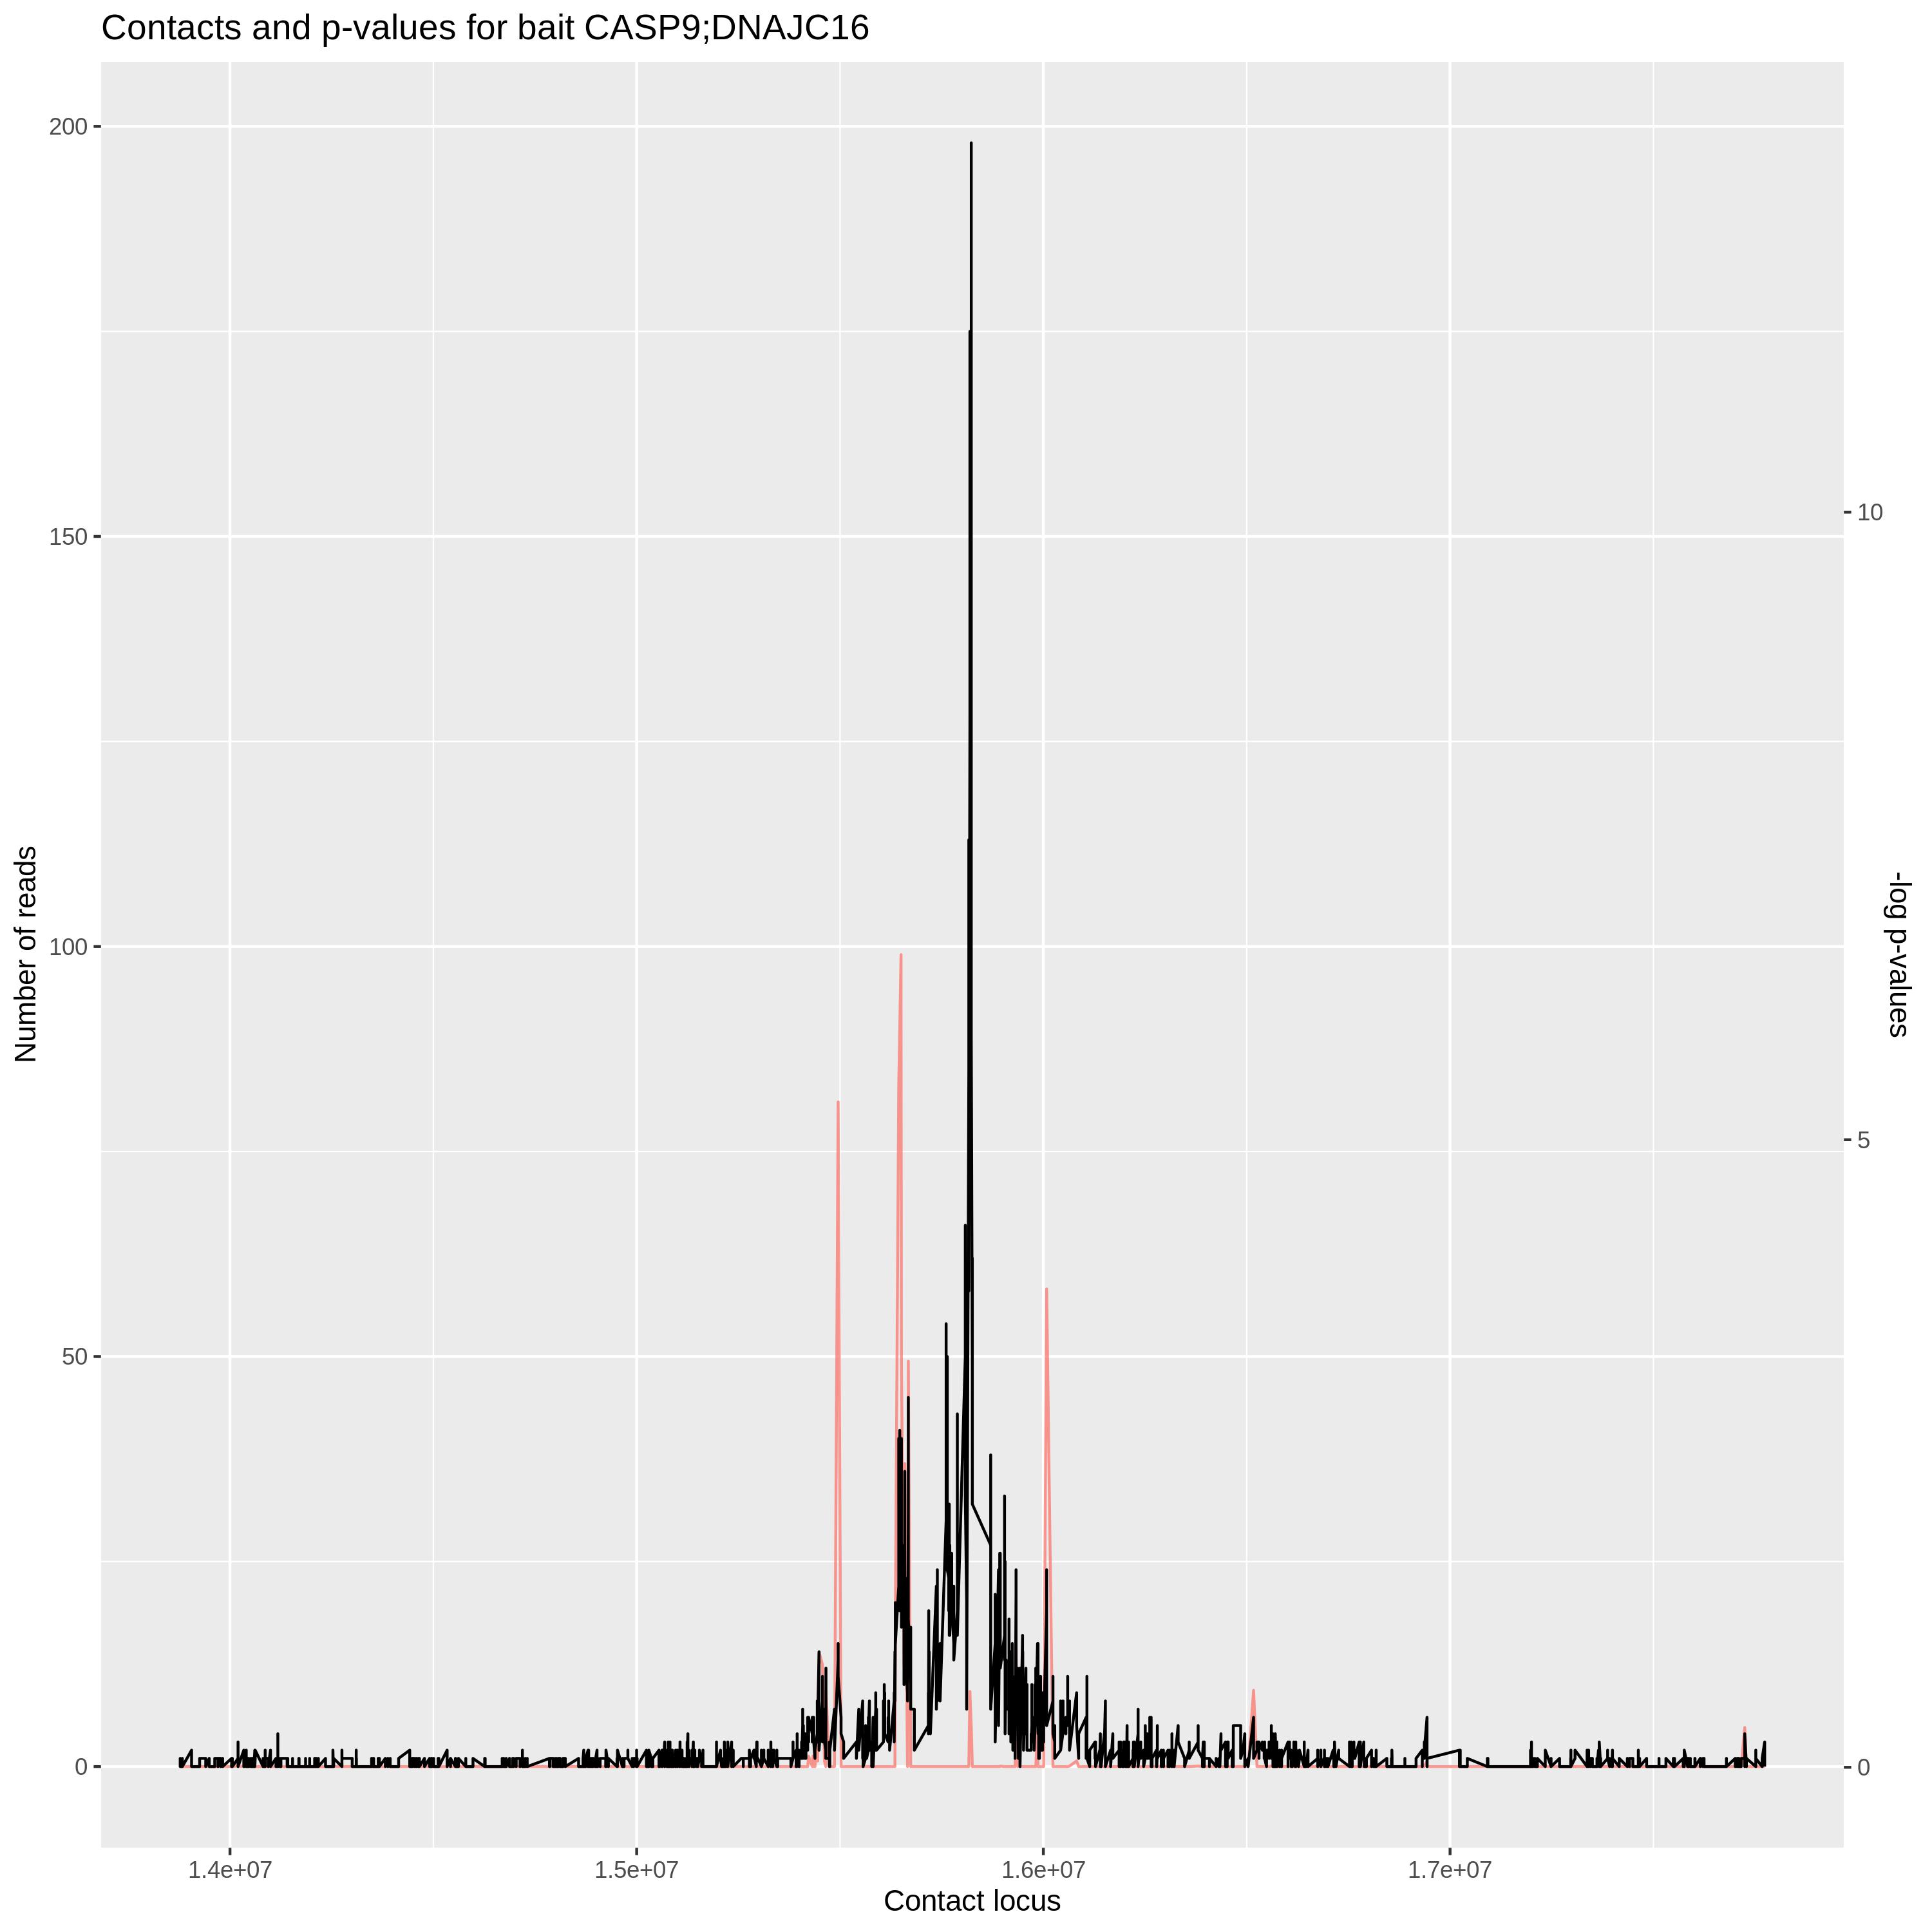 Contacts and p-values for bait CASP9;DNAJC16
200
150
100
50
0
Number of reads
10
5
0
-log p-values
1.4e+07
1.5e+07
1.6e+07
1.7e+07
Contact locus